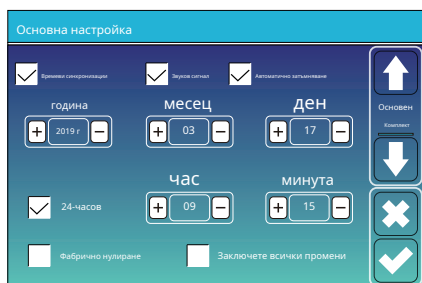 Основна настройка
Времеви синхронизации
Звуков сигнал
Автоматично затъмняване
година
месец
ден
+ 2019 г −
+ 03 −
+ 17 −
Основен
Комплект
час
минута
24-часов
+ 09 −
+ 15 −
Фабрично нулиране
Заключете всички промени